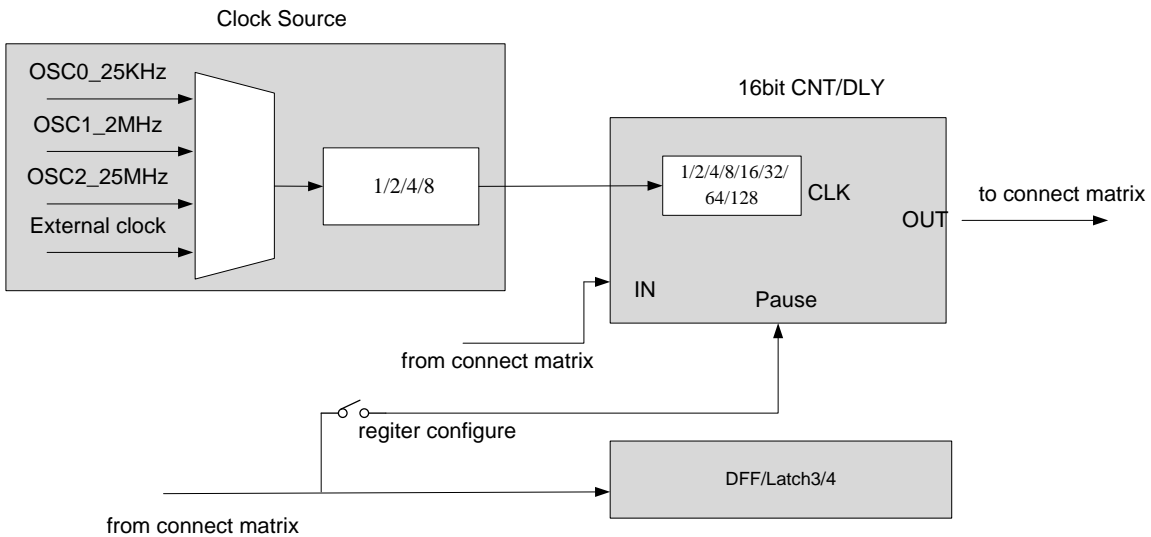 Clock Source
OSC0_25KHz
OSC1_2MHz
OSC2_25MHz
External clock
1/2/4/8
16bit CNT/DLY
1/2/4/8/16/32/
64/128
CLK
OUT
to connect matrix
IN
Pause
from connect matrix
regiter configure
DFF/Latch3/4
from connect matrix